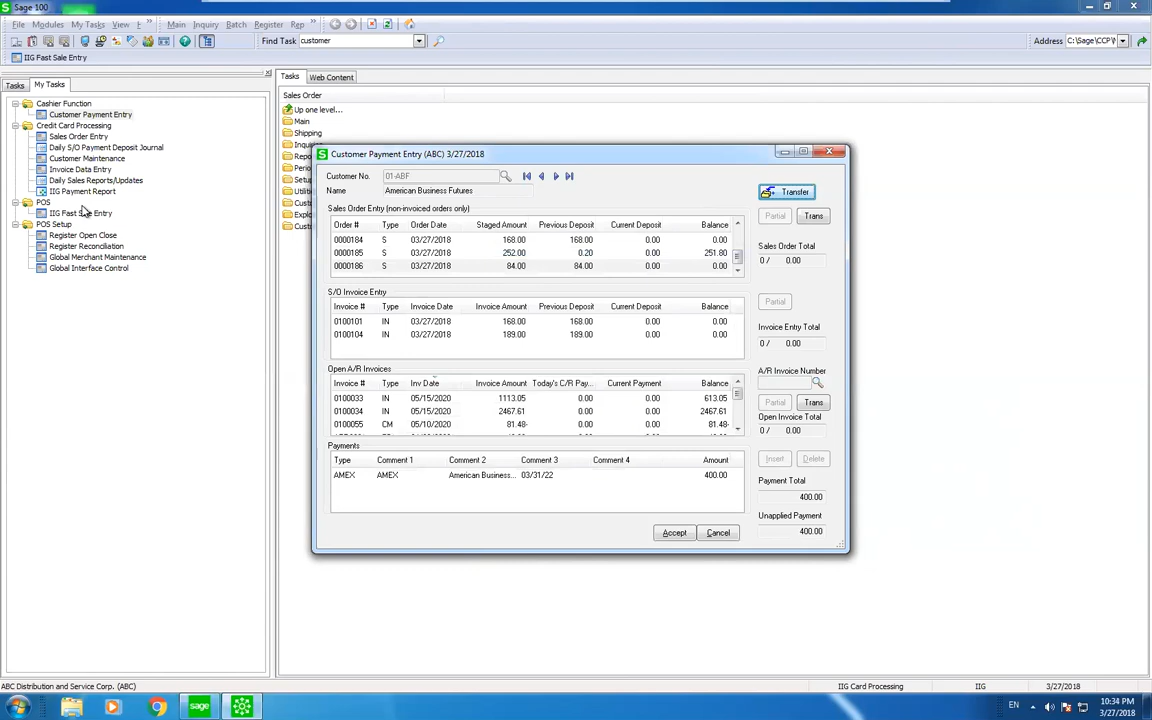 Sage 100
File Modules My Tasks View Main Inquiry Batch Register Rep
Find Task customer Address C:\Sage\CCP\M
IIG Fast Sale Entry
Tasks My Tasks
Cashier Function
Customer Payment Entry
Credit Card Processing
Sales Order Entry
Daily S/O Payment Deposit Journal
Customer Maintenance
Invoice Data Entry
Daily Sales Reports/Updates
IIG Payment Report
POS
IIG Fast Sale Entry
POS Setup
Register Open Close
Register Reconciliation
Global Merchant Maintenance
Global Interface Control
Tasks Web Content
Sales Order
Up one level...
Main
Shipping
Customer Payment Entry (ABC) 3/27/2018
Customer No. 01-ABF
Name American Business Futures
Transfer
Sales Order Entry (non-invoiced orders only)
Partial Trans
Order # Type Order Date Staged Amount Previous Deposit Current Deposit Balance
0000184 S 03/27/2018 168.00 168.00 0.00 0.00
0000185 S 03/27/2018 252.00 0.20 0.00 251.80
0000186 S 03/27/2018 84.00 84.00 0.00 0.00
Sales Order Total
0 / 0.00
S/O Invoice Entry
Partial
Invoice # Type Invoice Date Invoice Amount Previous Deposit Current Deposit Balance
0100101 IN 03/27/2018 168.00 168.00 0.00 0.00
0100104 IN 03/27/2018 189.00 189.00 0.00 0.00
Invoice Entry Total
0 / 0.00
Open A/R Invoices
A/R Invoice Number
Invoice # Type Inv Date Invoice Amount Today's C/R Pay... Current Payment Balance
0100033 IN 05/15/2020 1113.05 0.00 0.00 613.05
0100034 IN 05/15/2020 2467.61 0.00 0.00 2467.61
0100055 CM 05/10/2020 81.48- 0.00 0.00 81.48-
Partial Trans
Open Invoice Total
0 / 0.00
Payments
Type Comment 1 Comment 2 Comment 3 Comment 4 Amount
AMEX AMEX American Business... 03/31/22 400.00
Insert Delete
Payment Total
400.00
Unapplied Payment
400.00
Accept Cancel
ABC Distribution and Service Corp. (ABC) IIG Card Processing IIG 3/27/2018
sage
EN 10:34 PM
3/27/2018